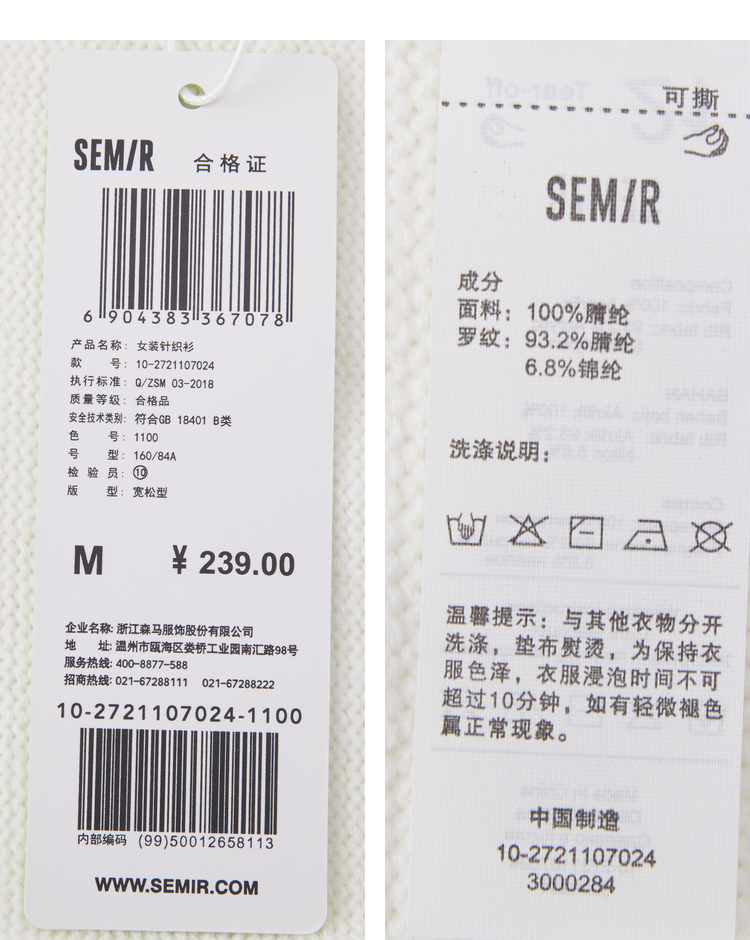 SEMIR 合格证
6 904383 367078
产品名称: 女装针织衫
款 号: 10-2721107024
执行标准: Q/ZSM 03-2018
质量等级: 合格品
安全技术类别: 符合GB 18401 B类
色 号: 1100
号 型: 160/84A
检 验 员: ⑩
版 型: 宽松型
M ¥ 239.00
企业名称: 浙江森马服饰股份有限公司
地 址: 温州市瓯海区娄桥工业园南汇路98号
服务热线: 400-8877-588
招商热线: 021-67288111 021-67288222
10-2721107024-1100
内部编码 (99)50012658113
WWW.SEMIR.COM
可撕
SEMIR
成分
面料: 100%腈纶
罗纹: 93.2%腈纶
6.8%锦纶
洗涤说明:
温馨提示: 与其他衣物分开
洗涤, 垫布熨烫, 为保持衣
服色泽, 衣服浸泡时间不可
超过10分钟, 如有轻微褪色
属正常现象。
中国制造
10-2721107024
3000284